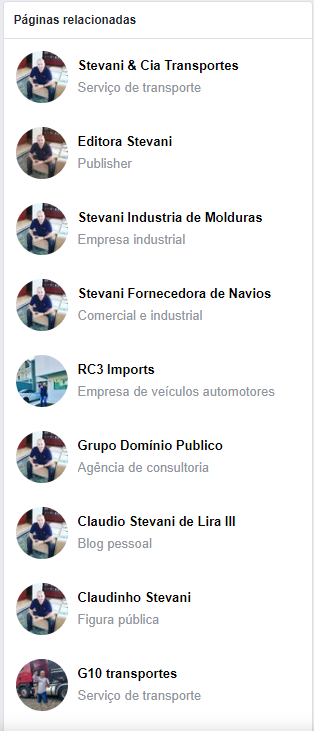 Páginas relacionadas
Stevani & Cia Transportes
Serviço de transporte
Editora Stevani
Publisher
Stevani Industria de Molduras
Empresa industrial
Stevani Fornecedora de Navios
Comercial e industrial
RC3 Imports
Empresa de veículos automotores
Grupo Domínio Publico
Agência de consultoria
Claudio Stevani de Lira III
Blog pessoal
Claudinho Stevani
Figura pública
G10 transportes
Serviço de transporte